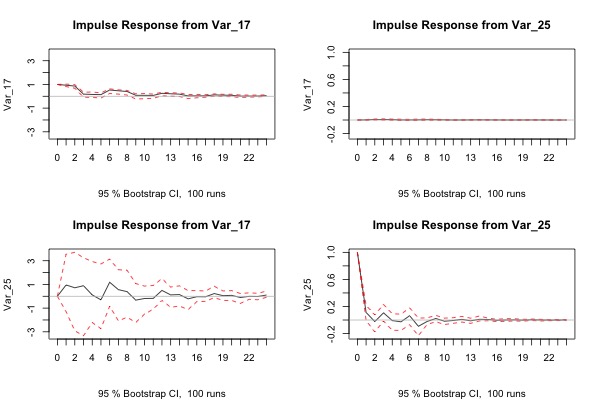 Impulse Response from Var_17
Var_17
3
1
-1
-3
0 2 4 6 8 10 13 16 19 22
95 % Bootstrap CI, 100 runs
Impulse Response from Var_25
Var_17
1.0
0.6
0.2
-0.2
0 2 4 6 8 10 13 16 19 22
95 % Bootstrap CI, 100 runs
Impulse Response from Var_17
Var_25
3
1
-1
-3
0 2 4 6 8 10 13 16 19 22
95 % Bootstrap CI, 100 runs
Impulse Response from Var_25
Var_25
1.0
0.6
0.2
-0.2
0 2 4 6 8 10 13 16 19 22
95 % Bootstrap CI, 100 runs